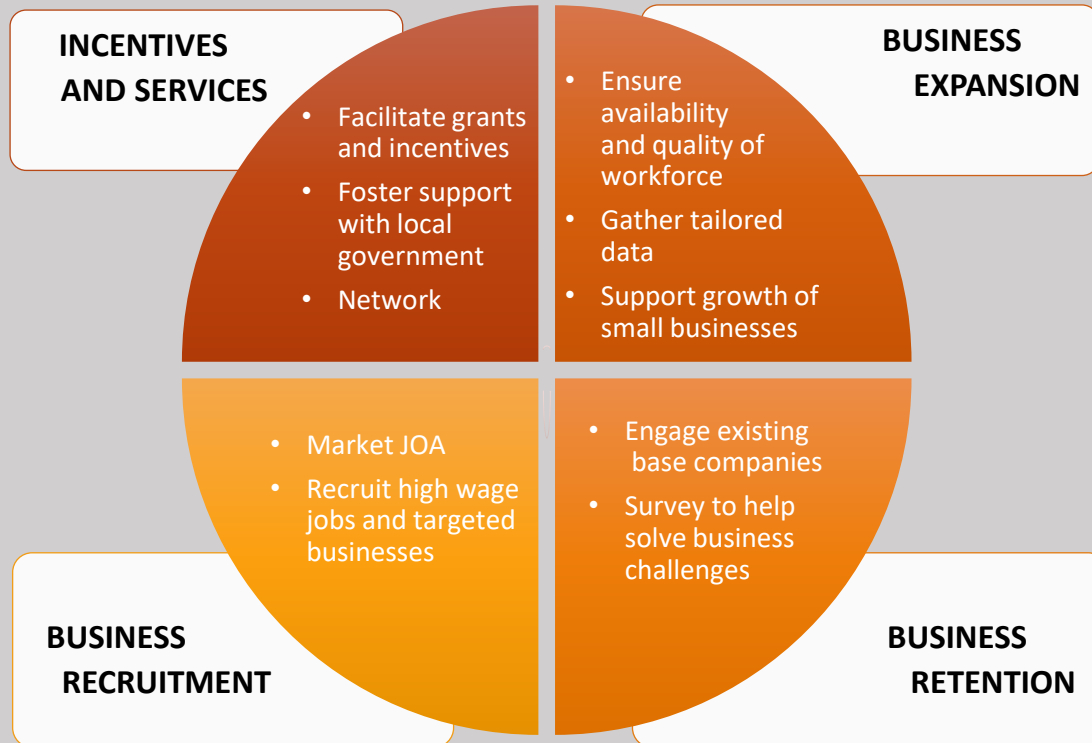 INCENTIVES
AND SERVICES
• Facilitate grants
and incentives
• Foster support
with local
government
• Network
BUSINESS
EXPANSION
• Ensure
availability
and quality of
workforce
• Gather tailored
data
• Support growth of
small businesses
• Market JOA
• Recruit high wage
jobs and targeted
businesses
BUSINESS
RECRUITMENT
• Engage existing
base companies
• Survey to help
solve business
challenges
BUSINESS
RETENTION